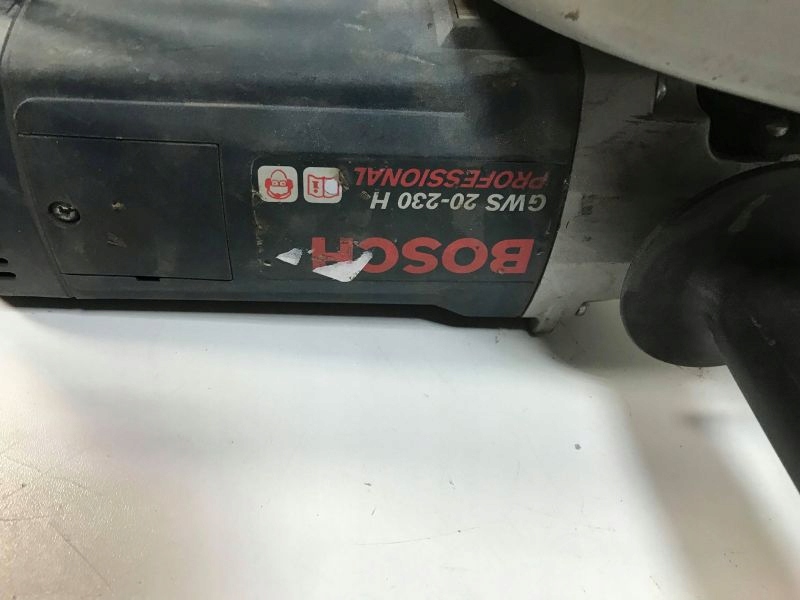 BOSCH
GWS 20-230 H
PROFESSIONAL